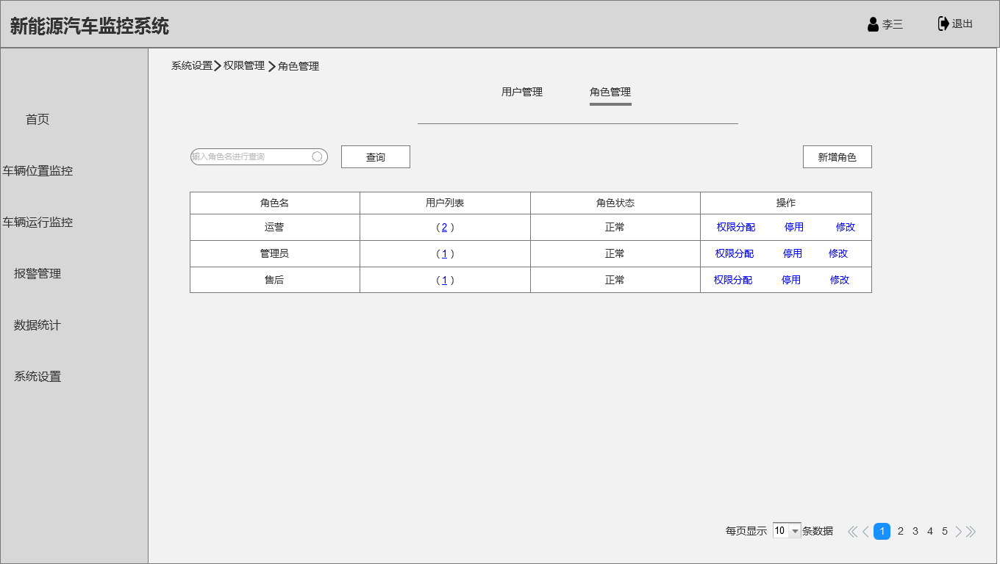 新能源汽车监控系统
李三
退出
系统设置 权限管理 角色管理
首页
车辆位置监控
车辆运行监控
报警管理
数据统计
系统设置
用户管理 角色管理
输入角色名进行查询 查询 新增角色
角色名 用户列表 角色状态 操作
运营 （2） 正常 权限分配 停用 修改
管理员 （1） 正常 权限分配 停用 修改
售后 （1） 正常 权限分配 停用 修改
每页显示 10 条数据 1 2 3 4 5